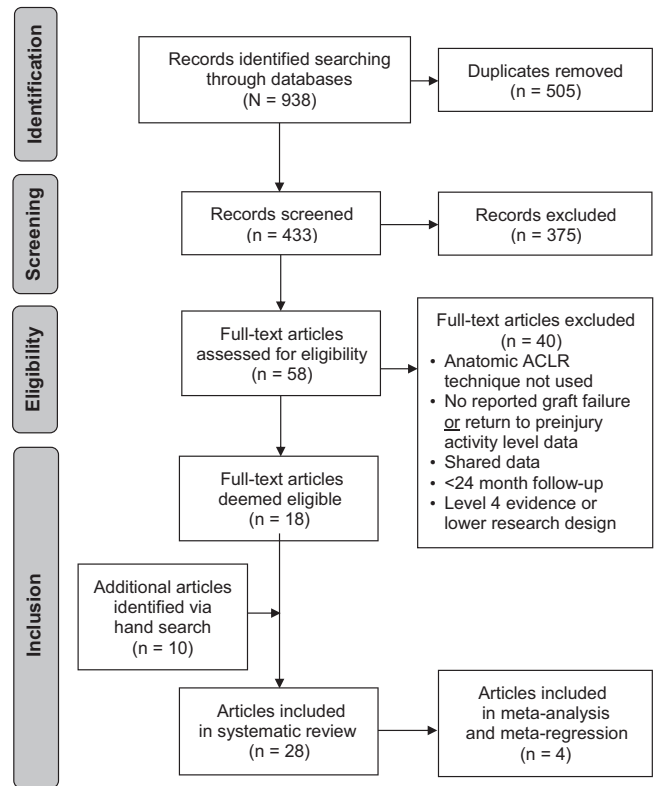 Identification
Records identified searching
through databases
(N = 938)
Duplicates removed
(n = 505)
Screening
Records screened
(n = 433)
Records excluded
(n = 375)
Eligibility
Full-text articles
assessed for eligibility
(n = 58)
Full-text articles excluded
(n = 40)
• Anatomic ACLR
technique not used
• No reported graft failure
or return to preinjury
activity level data
• Shared data
• <24 month follow-up
• Level 4 evidence or
lower research design
Inclusion
Full-text articles
deemed eligible
(n = 18)
Additional articles
identified via
hand search
(n = 10)
Articles included
in systematic review
(n = 28)
Articles included
in meta-analysis
and meta-regression
(n = 4)